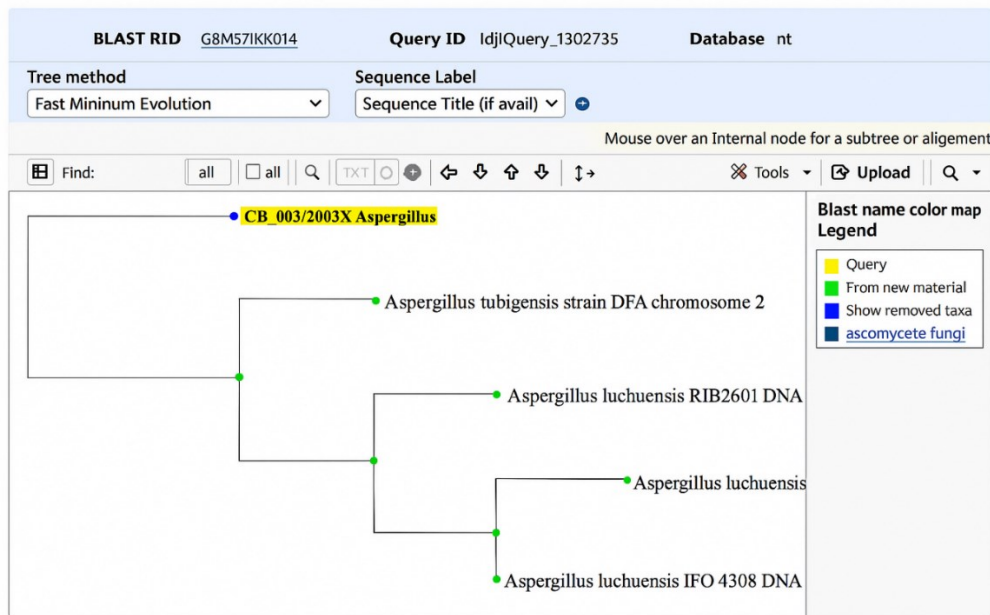 BLAST RID G8M57IKK014 Query ID IdjlQuery_1302735 Database nt
Tree method Sequence Label
Fast Mininum Evolution Sequence Title (if avail)
Mouse over an Internal node for a subtree or aligement
Find: all all TXT Tools Upload
CB_003/2003X Aspergillus
Aspergillus tubigensis strain DFA chromosome 2
Aspergillus luchuensis RIB2601 DNA
Aspergillus luchuensis
Aspergillus luchuensis IFO 4308 DNA
Blast name color map
Legend
Query
From new material
Show removed taxa
ascomycete fungi